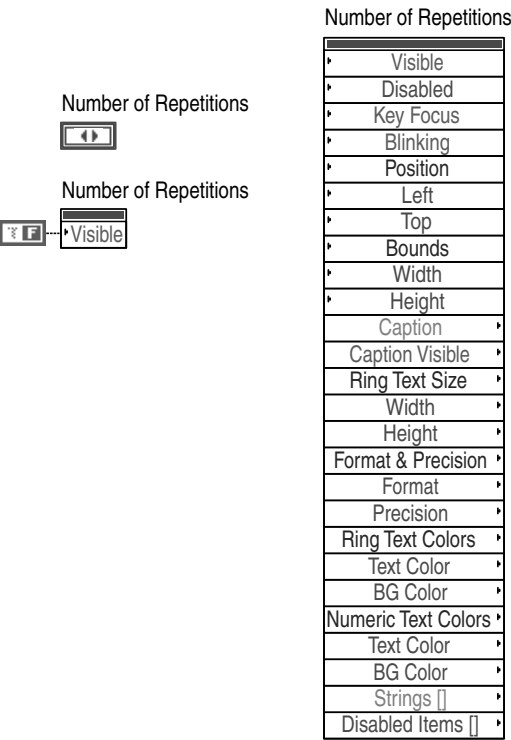 Number of Repetitions
Number of Repetitions
F
Visible
Number of Repetitions
Visible
Disabled
Key Focus
Blinking
Position
Left
Top
Bounds
Width
Height
Caption
Caption Visible
Ring Text Size
Width
Height
Format & Precision
Format
Precision
Ring Text Colors
Text Color
BG Color
Numeric Text Colors
Text Color
BG Color
Strings []
Disabled Items []